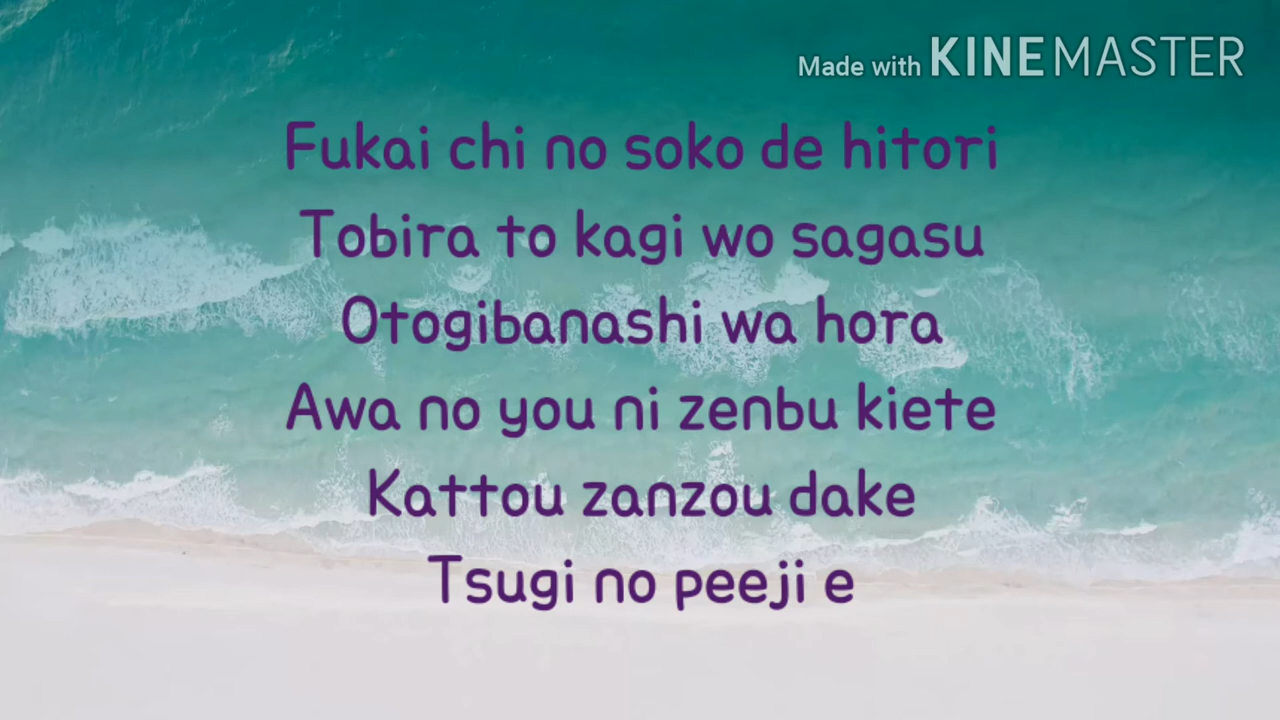 Made with KINEMASTER
Fukai chi no soko de hitori
Tobira to kagi wo sagasu
Otogibanashi wa hora
Awa no you ni zenbu kiete
Kattou zanzou dake
Tsugi no peeji e